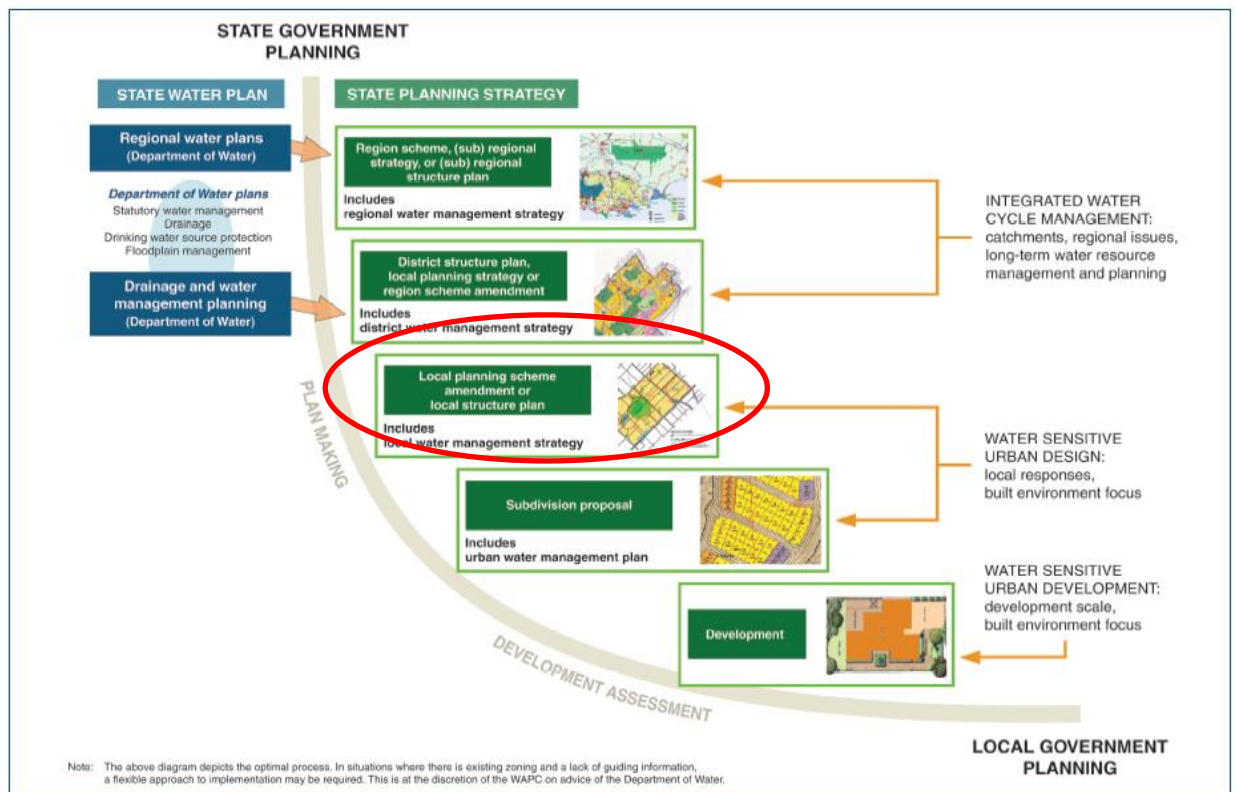 STATE GOVERNMENT
PLANNING
STATE WATER PLAN
STATE PLANNING STRATEGY
Regional water plans
(Department of Water)
Department of Water plans
Statutory water management
Drainage
Drinking water source protection
Floodplain management
Drainage and water
management planning
(Department of Water)
Region scheme, (sub) regional
strategy, or (sub) regional
structure plan
Includes
regional water management strategy
District structure plan,
local planning strategy or
region scheme amendment
Includes
district water management strategy
Local planning scheme
amendment or
local structure plan
Includes
local water management strategy
Subdivision proposal
Includes
urban water management plan
Development
INTEGRATED WATER
CYCLE MANAGEMENT:
catchments, regional issues,
long-term water resource
management and planning
WATER SENSITIVE
URBAN DESIGN:
local responses,
built environment focus
WATER SENSITIVE
URBAN DEVELOPMENT:
development scale,
built environment focus
PLAN MAKING
DEVELOPMENT ASSESSMENT
LOCAL GOVERNMENT
PLANNING
Note: The above diagram depicts the optimal process. In situations where there is existing zoning and a lack of guiding information,
a flexible approach to implementation may be required. This is at the discretion of the WAPC on advice of the Department of Water.